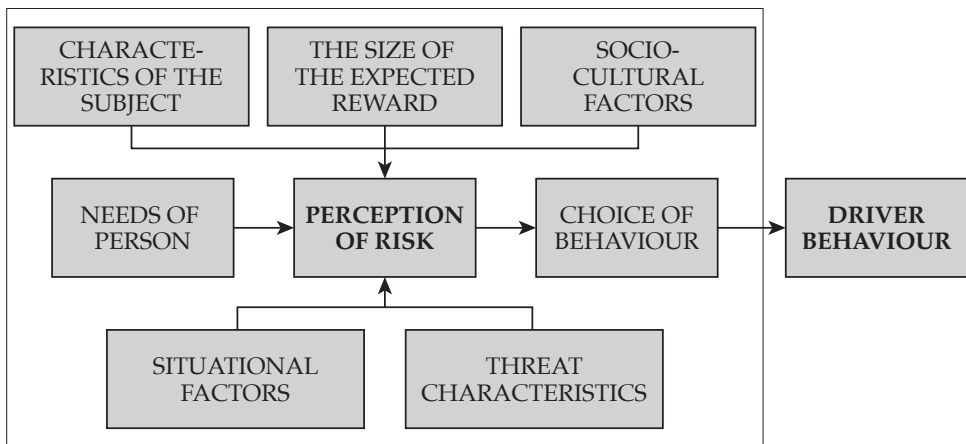 CHARACTE-
RISTICS OF THE
SUBJECT
THE SIZE OF
THE EXPECTED
REWARD
SOCIO-
CULTURAL
FACTORS
NEEDS OF
PERSON
PERCEPTION
OF RISK
CHOICE OF
BEHAVIOUR
DRIVER
BEHAVIOUR
SITUATIONAL
FACTORS
THREAT
CHARACTERISTICS